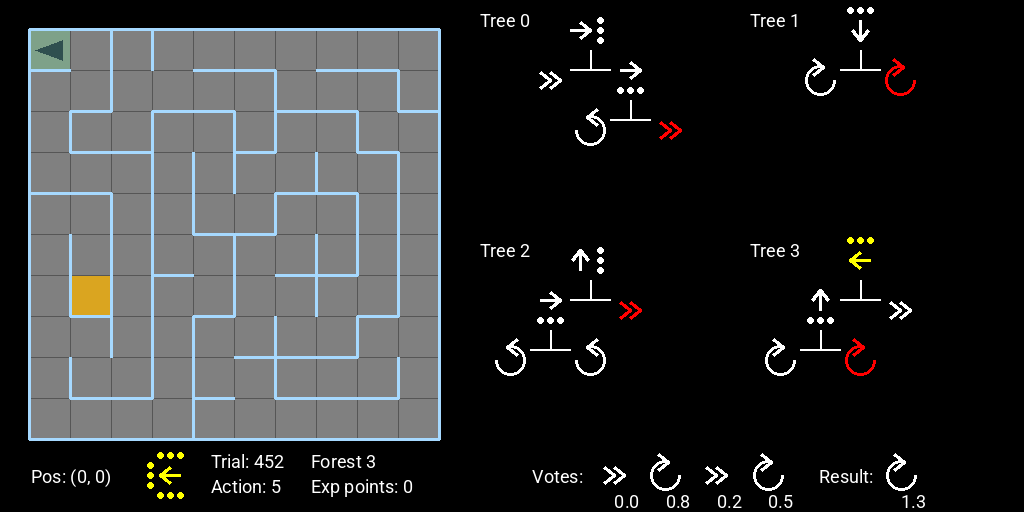 Tree 0
Tree 1
Tree 2
Tree 3
Pos: (0, 0)
Trial: 452
Forest 3
Action: 5
Exp points: 0
Votes:
0.0
0.8
0.2
0.5
Result:
1.3